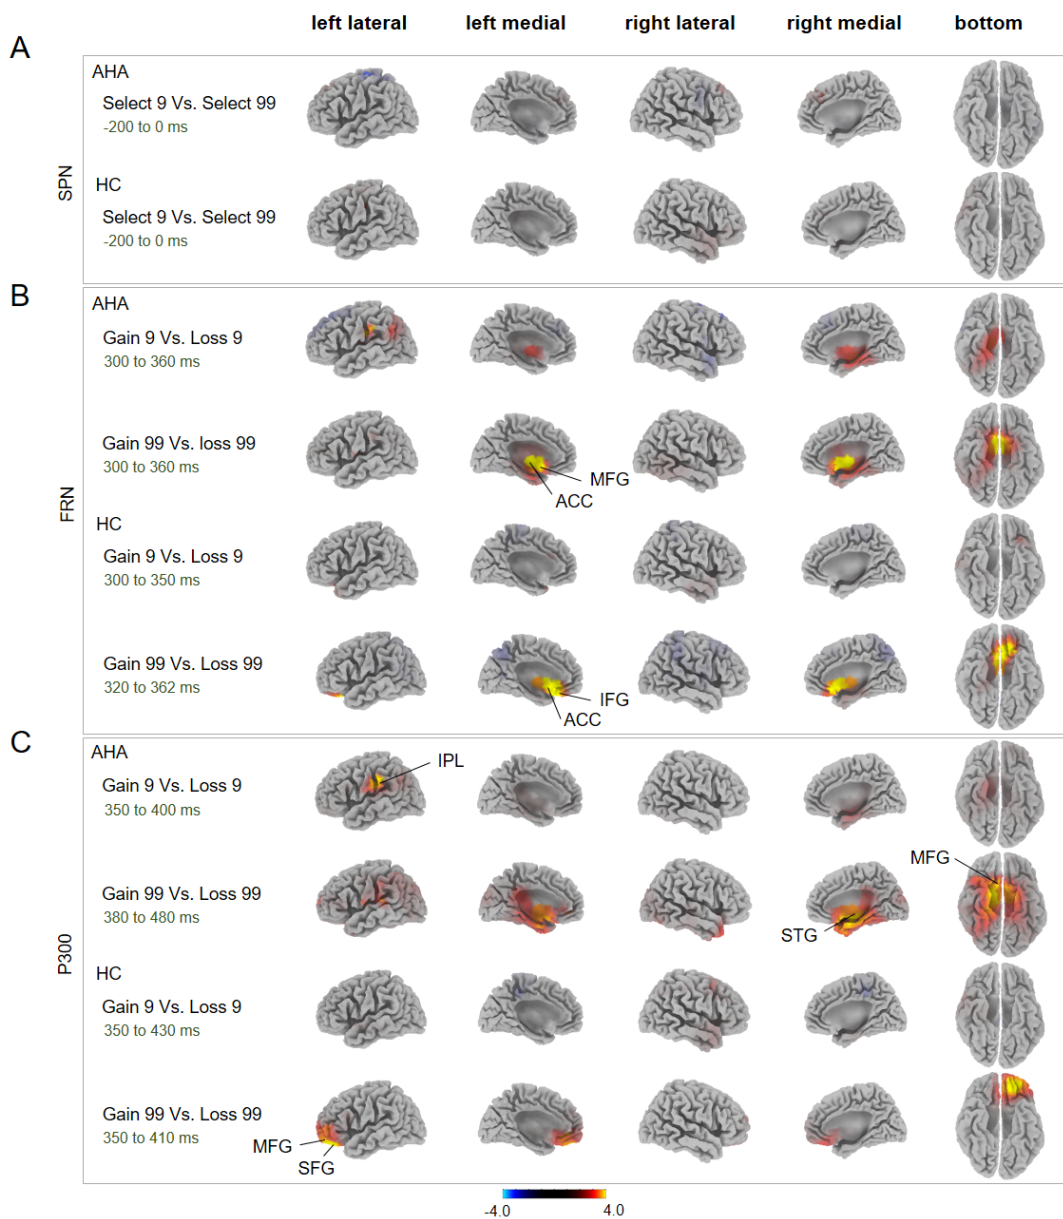 left lateral left medial right lateral right medial bottom
A
SPN
AHA
Select 9 Vs. Select 99
-200 to 0 ms
HC
Select 9 Vs. Select 99
-200 to 0 ms
B
FRN
AHA
Gain 9 Vs. Loss 9
300 to 360 ms
Gain 99 Vs. loss 99
300 to 360 ms
MFG
ACC
HC
Gain 9 Vs. Loss 9
300 to 350 ms
Gain 99 Vs. Loss 99
320 to 362 ms
IFG
ACC
C
P300
AHA
IPL
Gain 9 Vs. Loss 9
350 to 400 ms
MFG
Gain 99 Vs. Loss 99
380 to 480 ms
STG
HC
Gain 9 Vs. Loss 9
350 to 430 ms
Gain 99 Vs. Loss 99
350 to 410 ms
MFG
SFG
-4.0 4.0